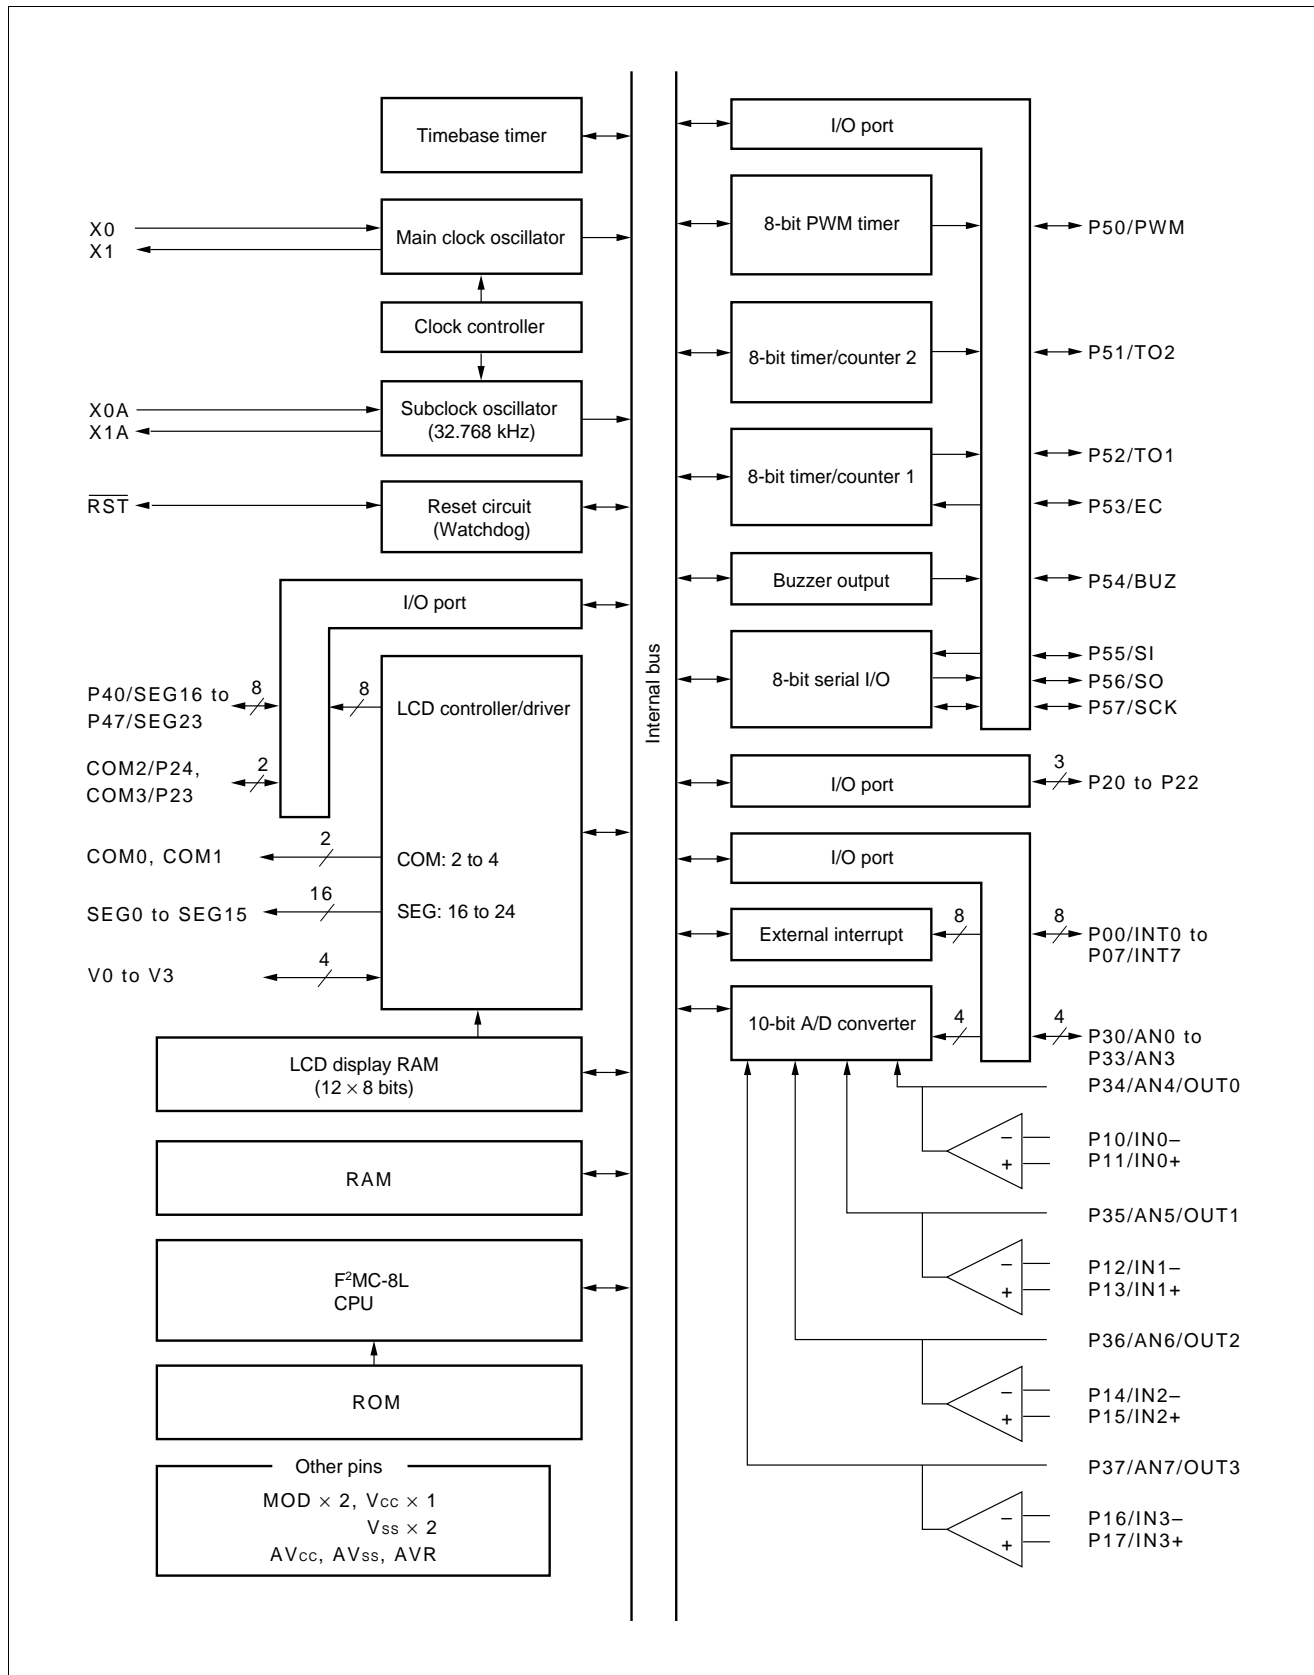 Timebase timer
X0
X1
Main clock oscillator
Clock controller
X0A
X1A
Subclock oscillator
(32.768 kHz)
RST
Reset circuit
(Watchdog)
I/O port
P40/SEG16 to
P47/SEG23
8
8
LCD controller/driver
COM2/P24,
COM3/P23
2
COM0, COM1
2
COM: 2 to 4
SEG0 to SEG15
16
SEG: 16 to 24
V0 to V3
4
LCD display RAM
(12 × 8 bits)
RAM
F²MC-8L
CPU
ROM
Other pins
MOD × 2, Vcc × 1
Vss × 2
AVcc, AVss, AVR
Internal bus
I/O port
8-bit PWM timer
P50/PWM
8-bit timer/counter 2
P51/TO2
8-bit timer/counter 1
P52/TO1
P53/EC
Buzzer output
P54/BUZ
8-bit serial I/O
P55/SI
P56/SO
P57/SCK
I/O port
3
P20 to P22
I/O port
External interrupt
8
8
P00/INT0 to
P07/INT7
10-bit A/D converter
4
4
P30/AN0 to
P33/AN3
P34/AN4/OUT0
–
P10/IN0–
+
P11/IN0+
P35/AN5/OUT1
–
P12/IN1–
+
P13/IN1+
P36/AN6/OUT2
–
P14/IN2–
+
P15/IN2+
P37/AN7/OUT3
–
P16/IN3–
+
P17/IN3+